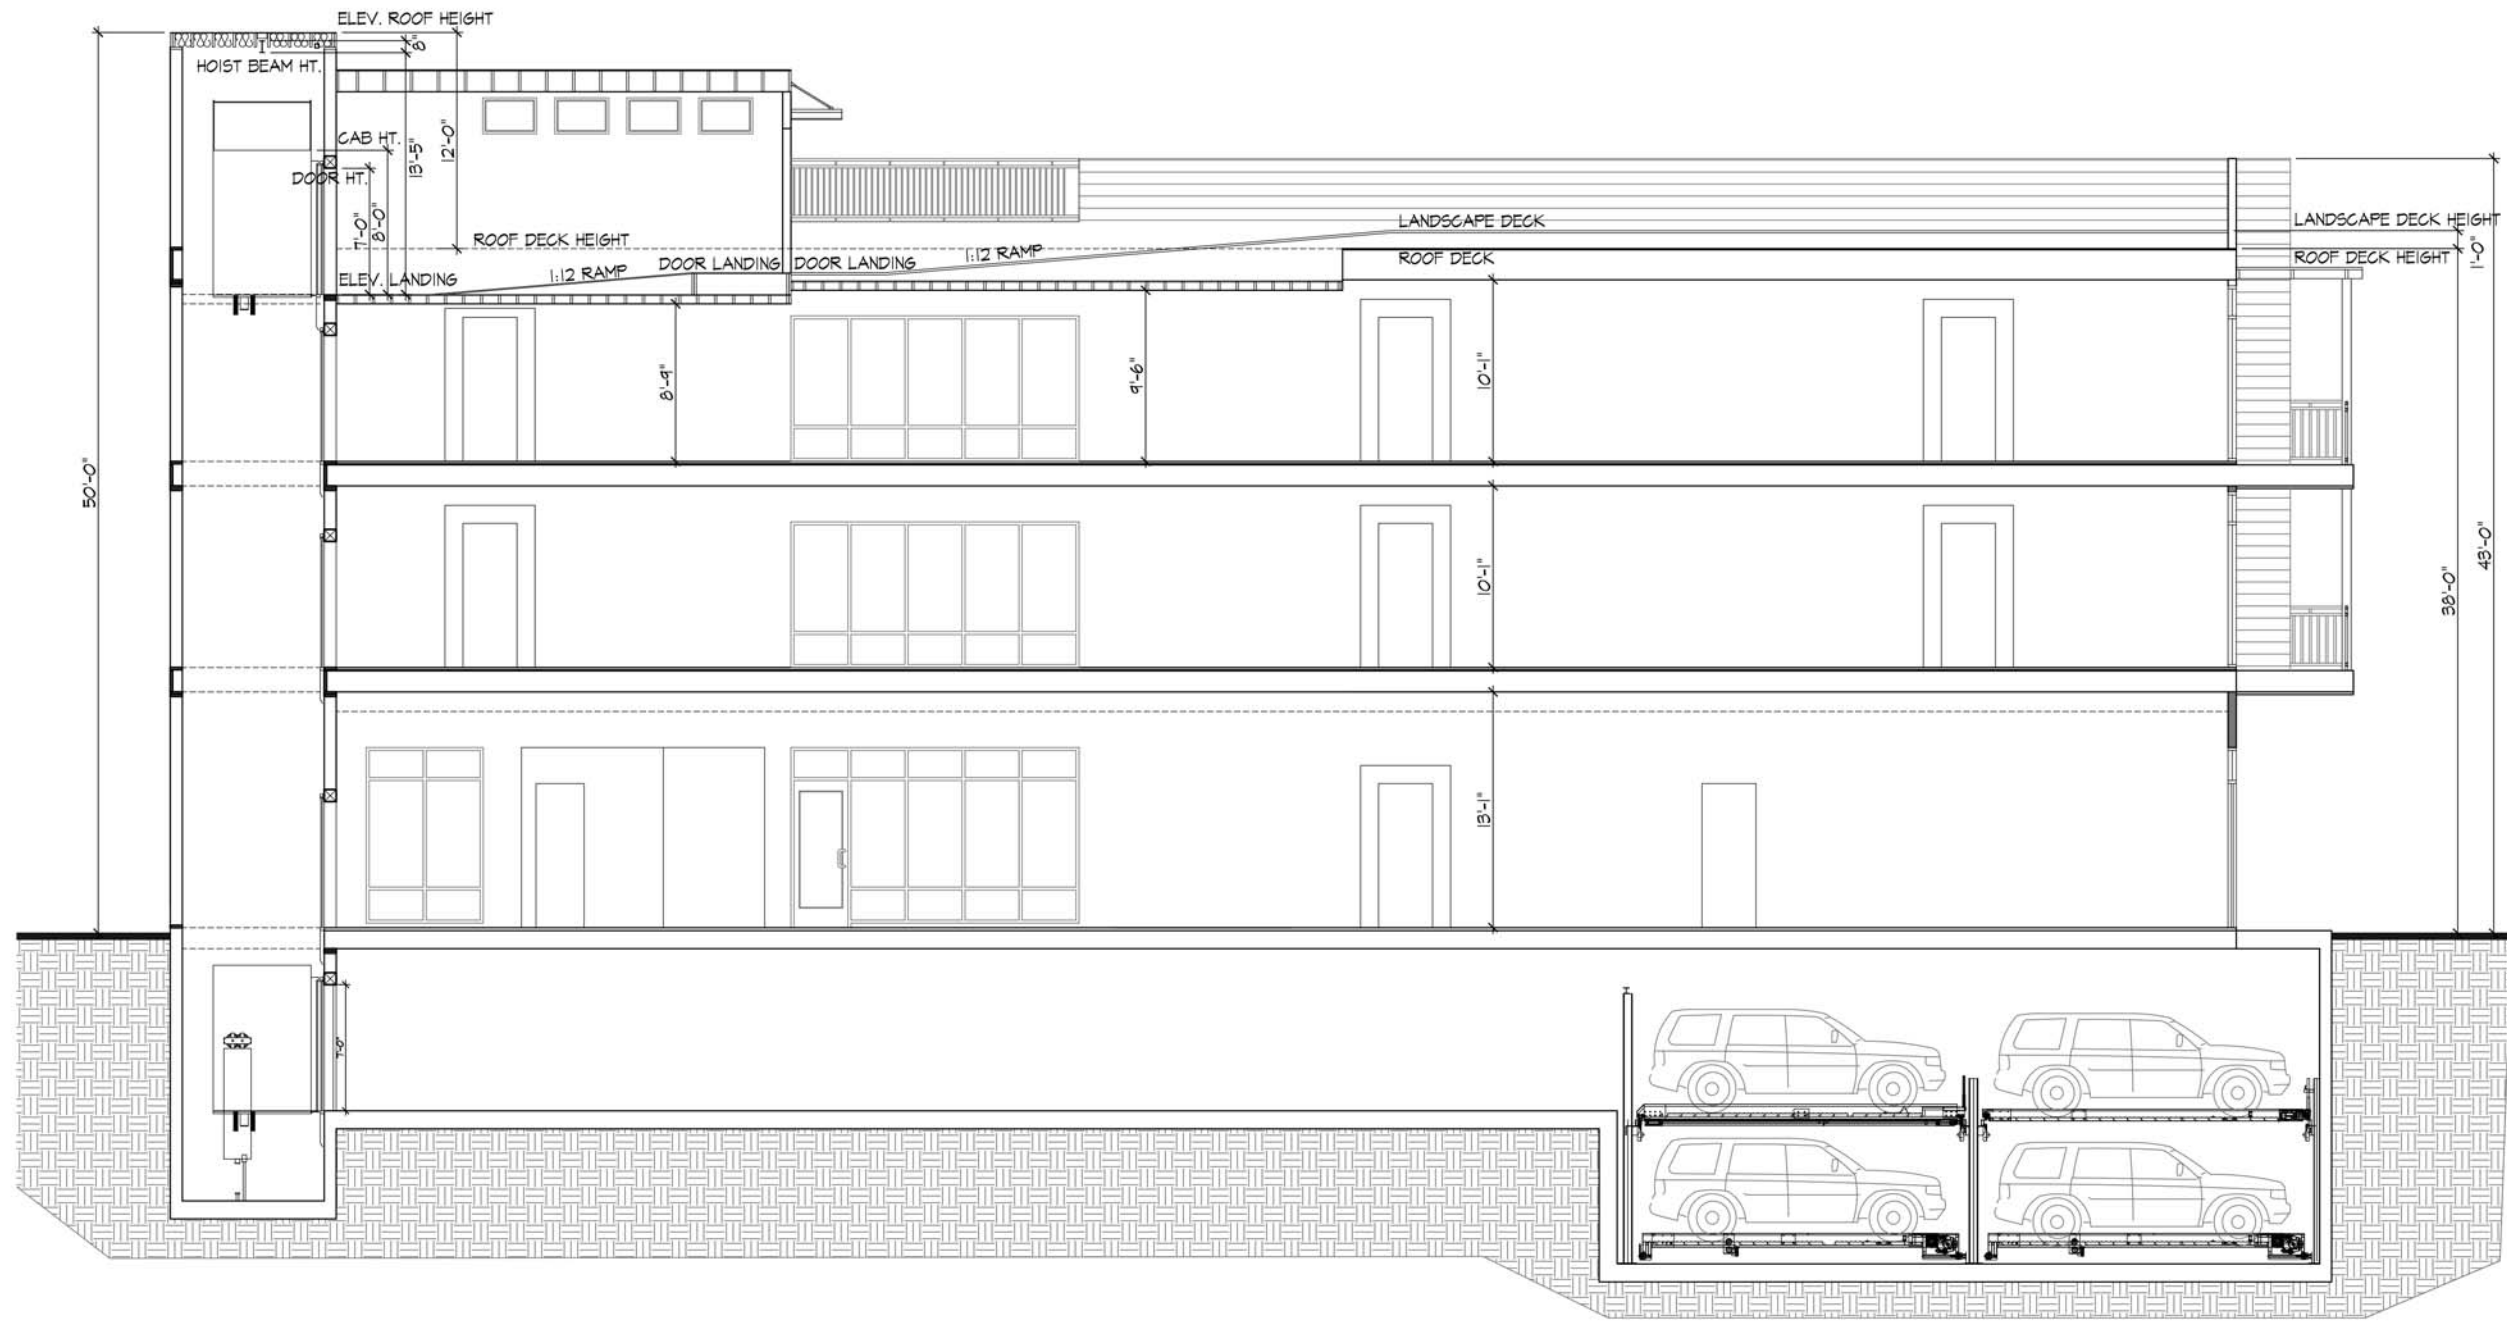 ELEV. ROOF HEIGHT
8"
HOIST BEAM HT.
CAB HT.
DOOR HT.
7'-0"
8'-0"
13'-5"
12'-0"
ROOF DECK HEIGHT
ELEV. LANDING
1:12 RAMP
DOOR LANDING
DOOR LANDING
1:12 RAMP
LANDSCAPE DECK
ROOF DECK
LANDSCAPE DECK HEIGHT
1'-0"
ROOF DECK HEIGHT
8'-9"
9'-6"
10'-1"
50'-0"
10'-1"
43'-0"
38'-0"
13'-1"
7'-0"